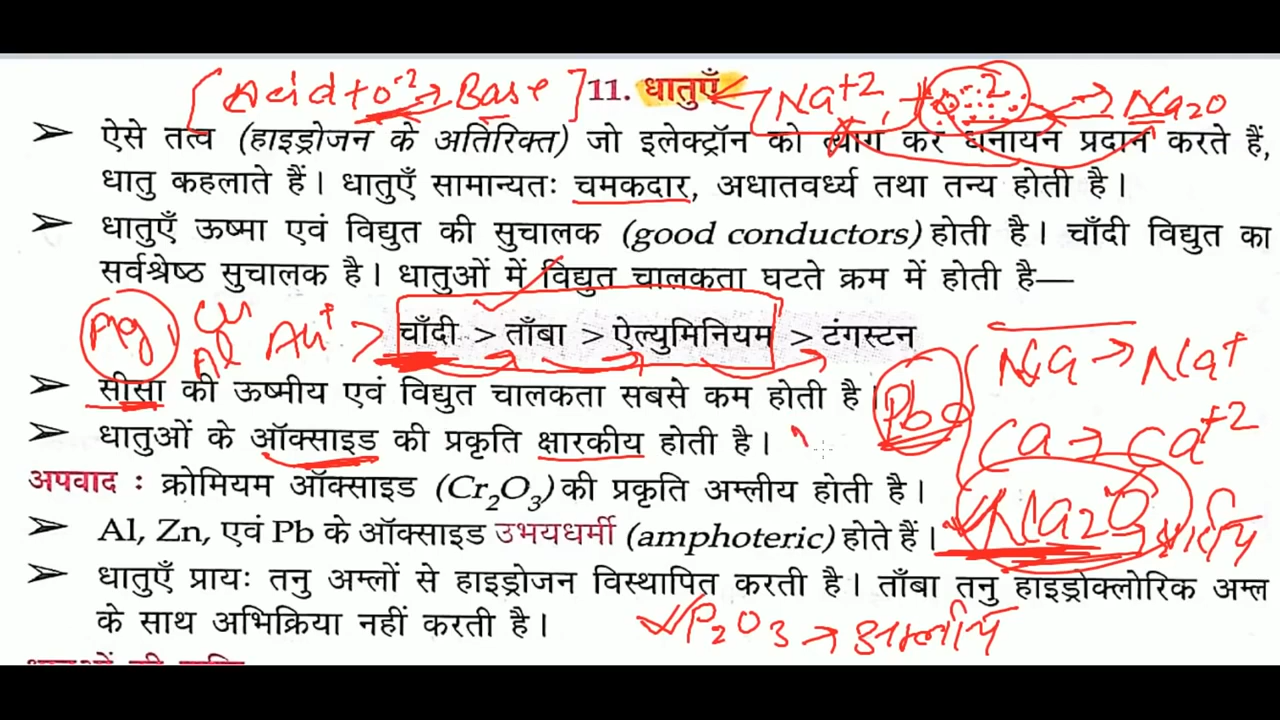 [Acid + O-2 → Base] 11. धातुएँ Na+2, + O-2 → Na2O
➢ ऐसे तत्व (हाइड्रोजन के अतिरिक्त) जो इलेक्ट्रॉन को त्याग कर धनायन प्रदान करते हैं,
धातु कहलाते हैं। धातुएँ सामान्यतः चमकदार, अधातवर्ध्य तथा तन्य होती है।
➢ धातुएँ ऊष्मा एवं विद्युत की सुचालक (good conductors) होती है। चाँदी विद्युत का
सर्वश्रेष्ठ सुचालक है। धातुओं में विद्युत चालकता घटते क्रम में होती है—
Ag, Cu Al Au+ > चाँदी > ताँबा > ऐल्युमिनियम > टंगस्टन
Na → Na+
➢ सीसा की ऊष्मीय एवं विद्युत चालकता सबसे कम होती है। Pb
Ca → Ca+2
➢ धातुओं के ऑक्साइड की प्रकृति क्षारकीय होती है।
अपवाद : क्रोमियम ऑक्साइड (Cr₂O₃) की प्रकृति अम्लीय होती है।
Na2O →
➢ Al, Zn, एवं Pb के ऑक्साइड उभयधर्मी (amphoteric) होते हैं।
➢ धातुएँ प्रायः तनु अम्लों से हाइड्रोजन विस्थापित करती है। ताँबा तनु हाइड्रोक्लोरिक अम्ल
के साथ अभिक्रिया नहीं करती है।
P2O3 → अम्लीय